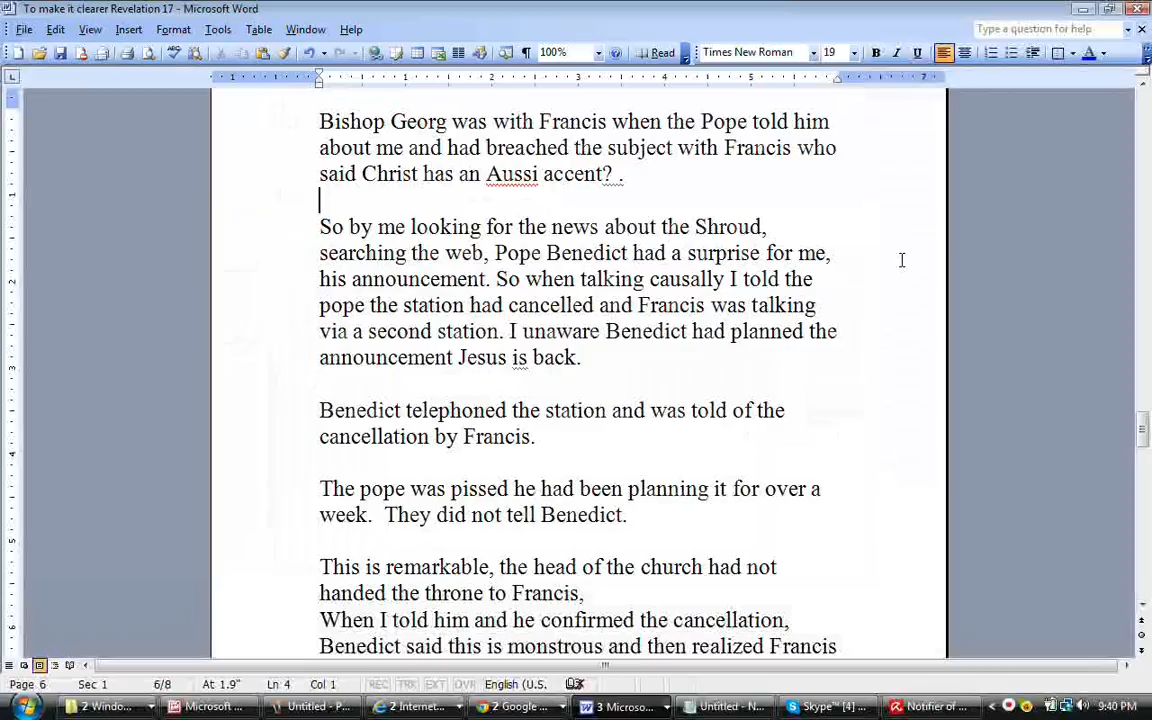 To make it clearer Revelation 17 - Microsoft Word
File Edit View Insert Format Tools Table Window Help
Type a question for help
100% Read Times New Roman 19 B I U
1 1 2 3 4 5 7
Bishop Georg was with Francis when the Pope told him
about me and had breached the subject with Francis who
said Christ has an Aussi accent? .
So by me looking for the news about the Shroud,
searching the web, Pope Benedict had a surprise for me,
his announcement. So when talking causally I told the
pope the station had cancelled and Francis was talking
via a second station. I unaware Benedict had planned the
announcement Jesus is back.
Benedict telephoned the station and was told of the
cancellation by Francis.
The pope was pissed he had been planning it for over a
week.  They did not tell Benedict.
This is remarkable, the head of the church had not
handed the throne to Francis,
When I told him and he confirmed the cancellation,
Benedict said this is monstrous and then realized Francis
Page 6 Sec 1 6/8 At 1.9" Ln 4 Col 1 REC TRK EXT OVR English (U.S.
2 Windo... Microsoft ... Untitled - P... 2 Internet... 2 Google ... 3 Microso... Untitled - N... Skype™ [4] ... Notifier of ... 9:40 PM